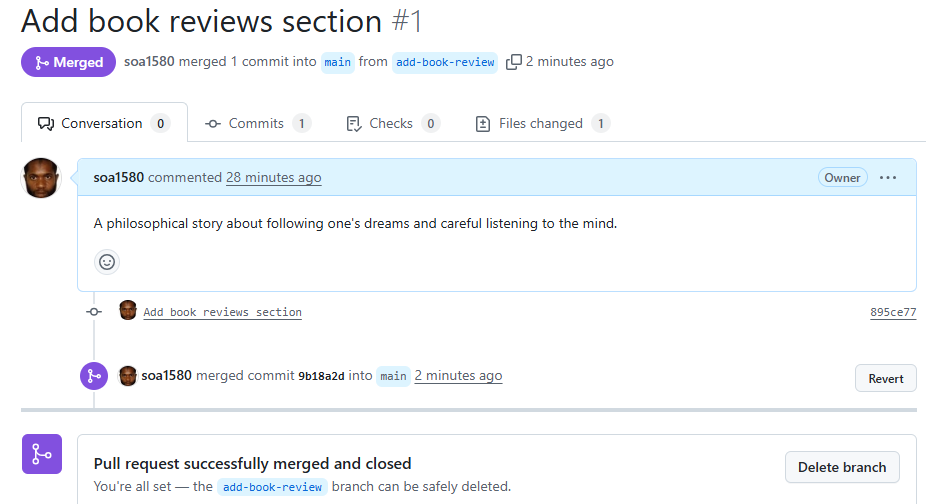 Add book reviews section #1
Merged soa1580 merged 1 commit into main from add-book-review 2 minutes ago
Conversation 0 Commits 1 Checks 0 Files changed 1
soa1580 commented 28 minutes ago Owner
A philosophical story about following one's dreams and careful listening to the mind.
Add book reviews section 895ce77
soa1580 merged commit 9b18a2d into main 2 minutes ago Revert
Pull request successfully merged and closed
Delete branch
You're all set — the add-book-review branch can be safely deleted.